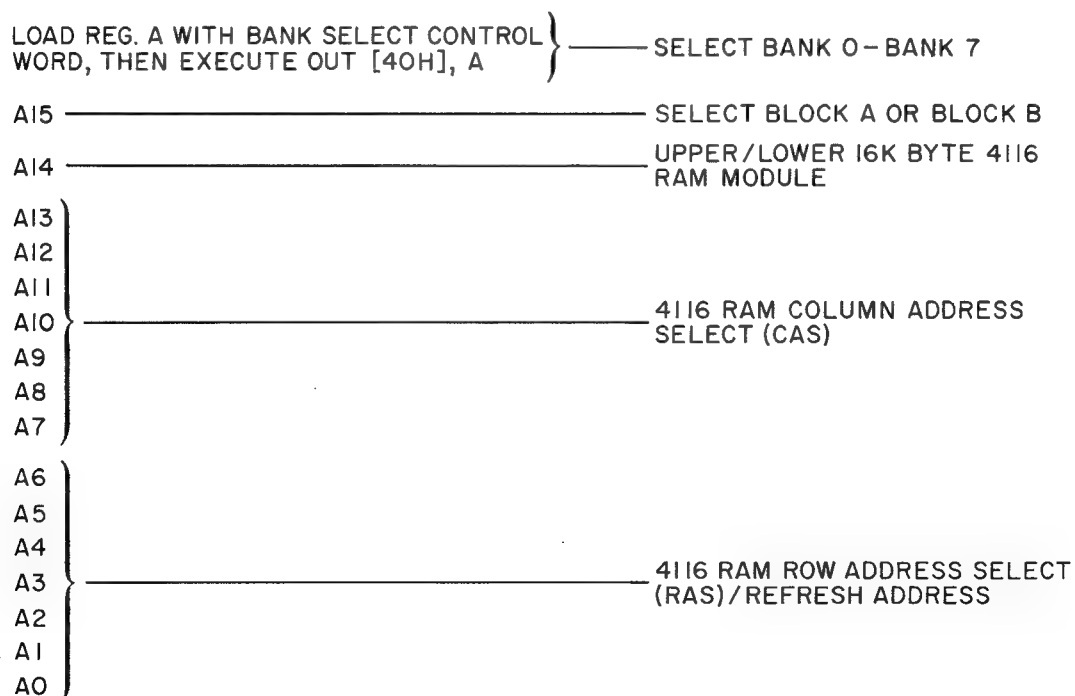 LOAD REG. A WITH BANK SELECT CONTROL
WORD, THEN EXECUTE OUT [40H], A
SELECT BANK 0-BANK 7
A15
SELECT BLOCK A OR BLOCK B
A14
UPPER/LOWER 16K BYTE 4116
RAM MODULE
A13
A12
A11
A10
A9
A8
A7
4116 RAM COLUMN ADDRESS
SELECT (CAS)
A6
A5
A4
A3
A2
A1
A0
4116 RAM ROW ADDRESS SELECT
(RAS)/REFRESH ADDRESS